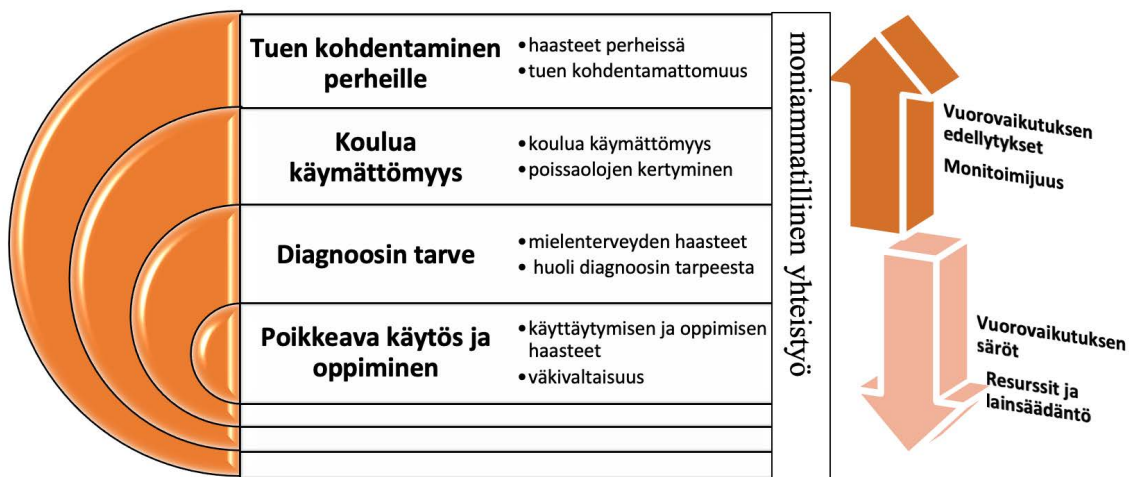 Tuen kohdentaminen
perheille
• haasteet perheissä
• tuen kohdentamattomuus
Koulua
käymättömyys
• koulua käymättömyys
• poissaolojen kertyminen
Diagnoosin tarve
• mielenterveyden haasteet
• huoli diagnoosin tarpeesta
Poikkeava käytös ja
oppiminen
• käyttäytymisen ja oppimisen
haasteet
• väkivaltaisuus
moniammatillinen yhteistyö
Vuorovaikutuksen
edellytykset
Monitoimijuus
Vuorovaikutuksen
säröt
Resurssit ja
lainsäädäntö